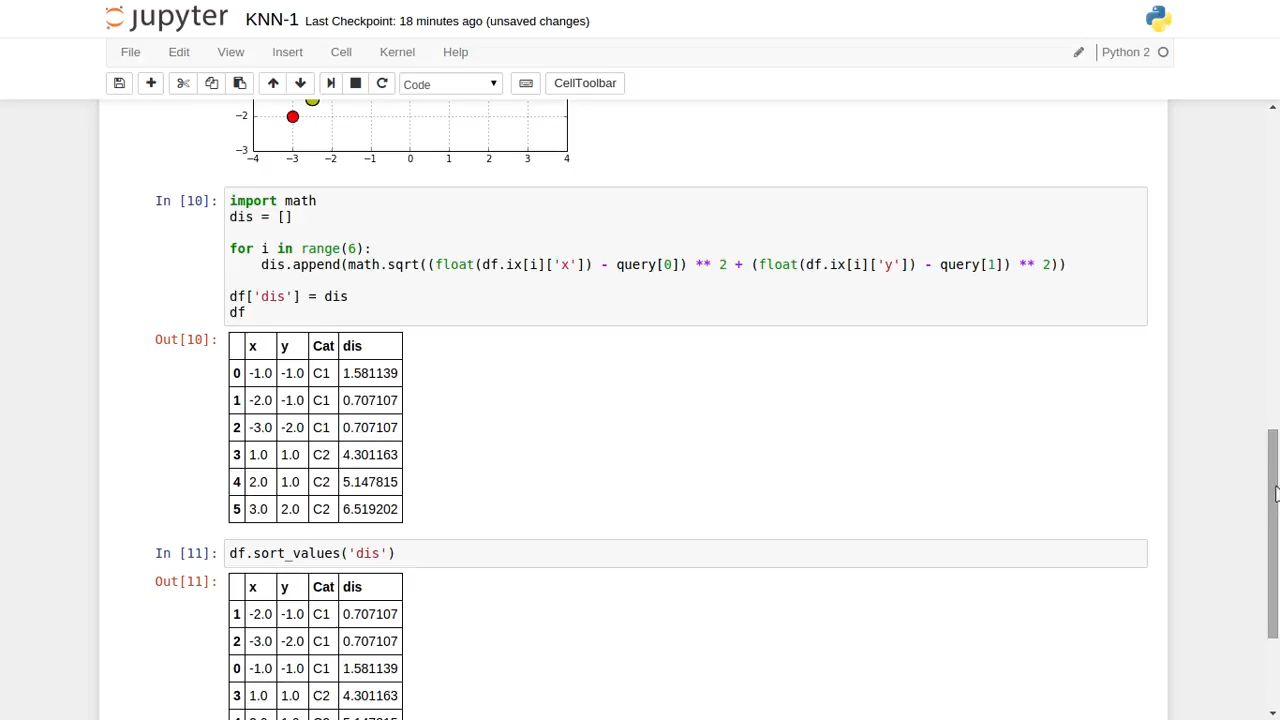 jupyter KNN-1 Last Checkpoint: 18 minutes ago (unsaved changes)
File Edit View Insert Cell Kernel Help Python 2
Code CellToolbar
−2
−3
−4 −3 −2 −1 0 1 2 3 4
In [10]: import math
dis = []
for i in range(6):
dis.append(math.sqrt((float(df.ix[i]['x']) - query[0]) ** 2 + (float(df.ix[i]['y']) - query[1]) ** 2))
df['dis'] = dis
df
Out[10]:
x y Cat dis
0 -1.0 -1.0 C1 1.581139
1 -2.0 -1.0 C1 0.707107
2 -3.0 -2.0 C1 0.707107
3 1.0 1.0 C2 4.301163
4 2.0 1.0 C2 5.147815
5 3.0 2.0 C2 6.519202
In [11]: df.sort_values('dis')
Out[11]:
x y Cat dis
1 -2.0 -1.0 C1 0.707107
2 -3.0 -2.0 C1 0.707107
0 -1.0 -1.0 C1 1.581139
3 1.0 1.0 C2 4.301163